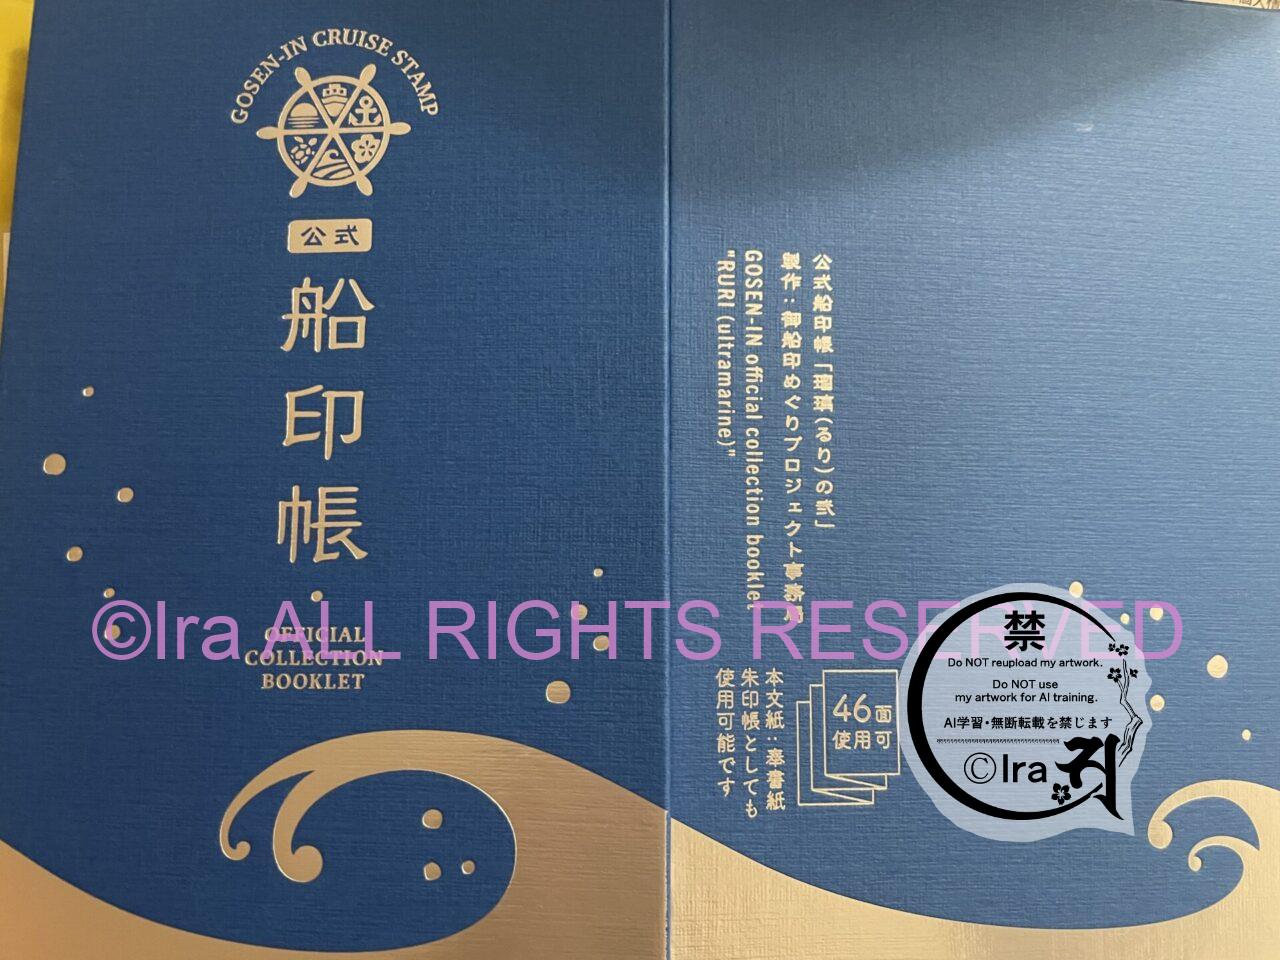 GOSEN-IN CRUISE STAMP
公式
船印帳
OFFICIAL
COLLECTION
BOOKLET
公式船印帳「瑠璃(るり)の弐」
製作：御船印めぐりプロジェクト事務局
GOSEN-IN official collection booklet
"RURI (ultramarine)"
46面
使用可
本文紙：奉書紙
朱印帳としても
使用可能です
©Ira ALL RIGHTS RESERVED
禁
Do NOT reupload my artwork.
Do NOT use
my artwork for AI training.
AI学習・無断転載を禁じます
©Ira